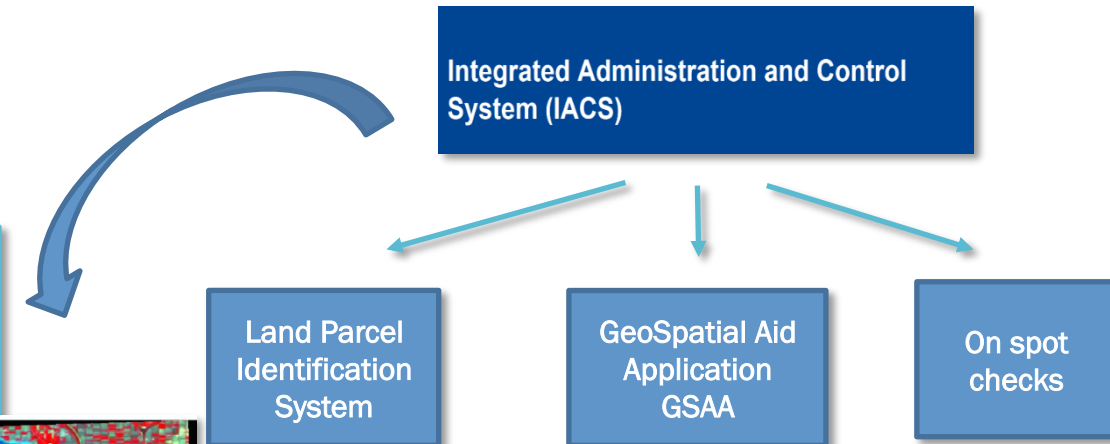 Integrated Administration and Control
System (IACS)
Land Parcel
Identification
System
GeoSpatial Aid
Application
GSAA
On spot
checks